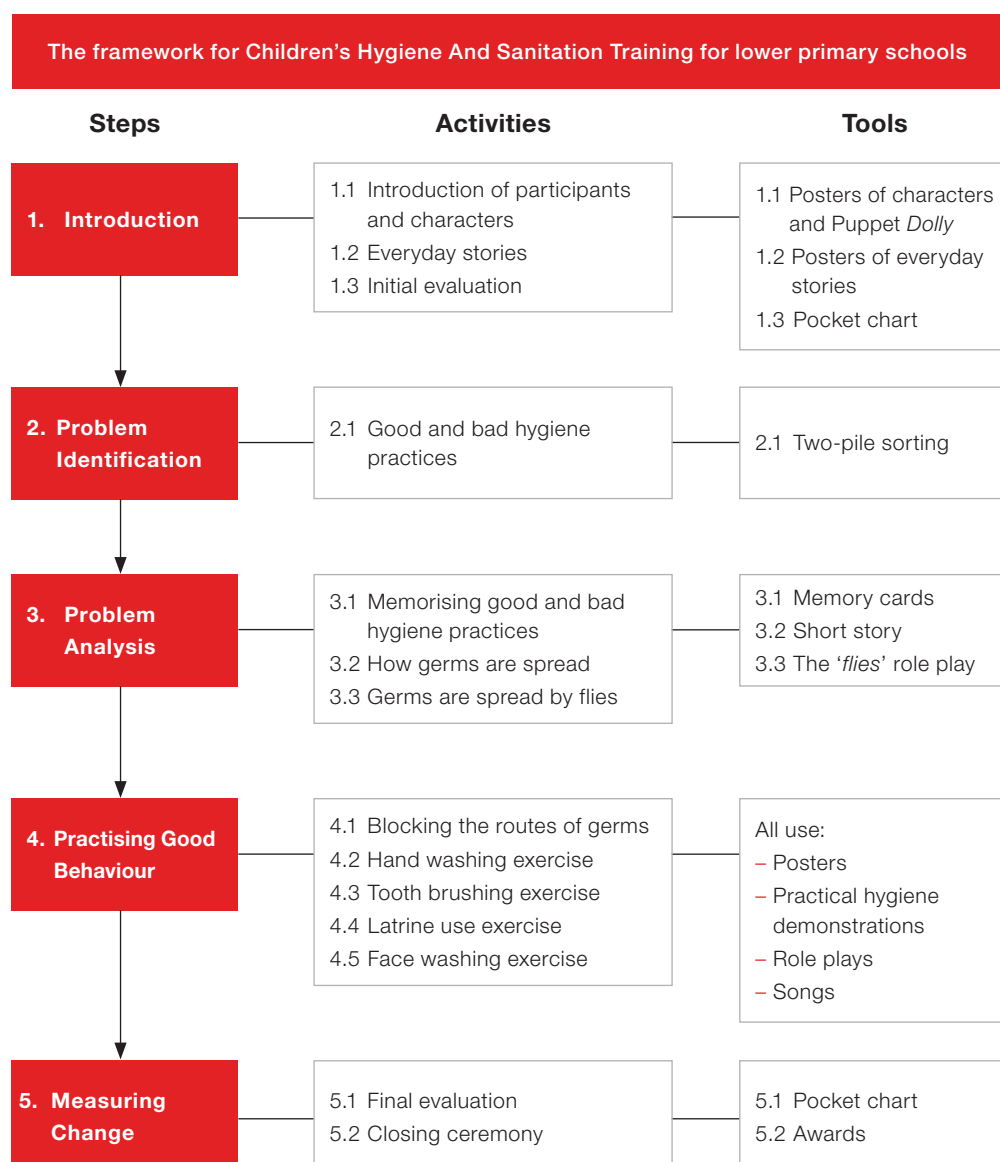 The framework for Children's Hygiene And Sanitation Training for lower primary schools
Steps
Activities
Tools
1. Introduction
1.1 Introduction of participants
and characters
1.2 Everyday stories
1.3 Initial evaluation
1.1 Posters of characters
and Puppet Dolly
1.2 Posters of everyday
stories
1.3 Pocket chart
2. Problem
Identification
2.1 Good and bad hygiene
practices
2.1 Two-pile sorting
3. Problem
Analysis
3.1 Memorising good and bad
hygiene practices
3.2 How germs are spread
3.3 Germs are spread by flies
3.1 Memory cards
3.2 Short story
3.3 The ‘flies’ role play
4. Practising Good
Behaviour
4.1 Blocking the routes of germs
4.2 Hand washing exercise
4.3 Tooth brushing exercise
4.4 Latrine use exercise
4.5 Face washing exercise
All use:
– Posters
– Practical hygiene
demonstrations
– Role plays
– Songs
5. Measuring
Change
5.1 Final evaluation
5.2 Closing ceremony
5.1 Pocket chart
5.2 Awards